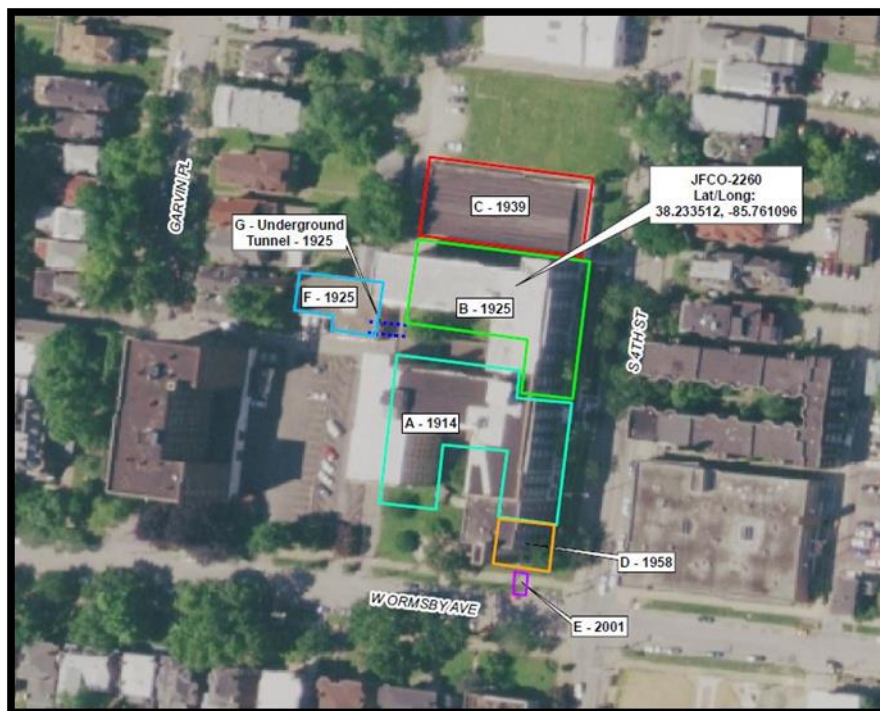 C - 1939
JFCO-2260
Lat/Long:
38.233512, -85.761096
GARVIN PL
G - Underground
Tunnel - 1925
F - 1925
B - 1925
S 4TH ST
A - 1914
D - 1958
W ORMSBY AVE
E - 2001